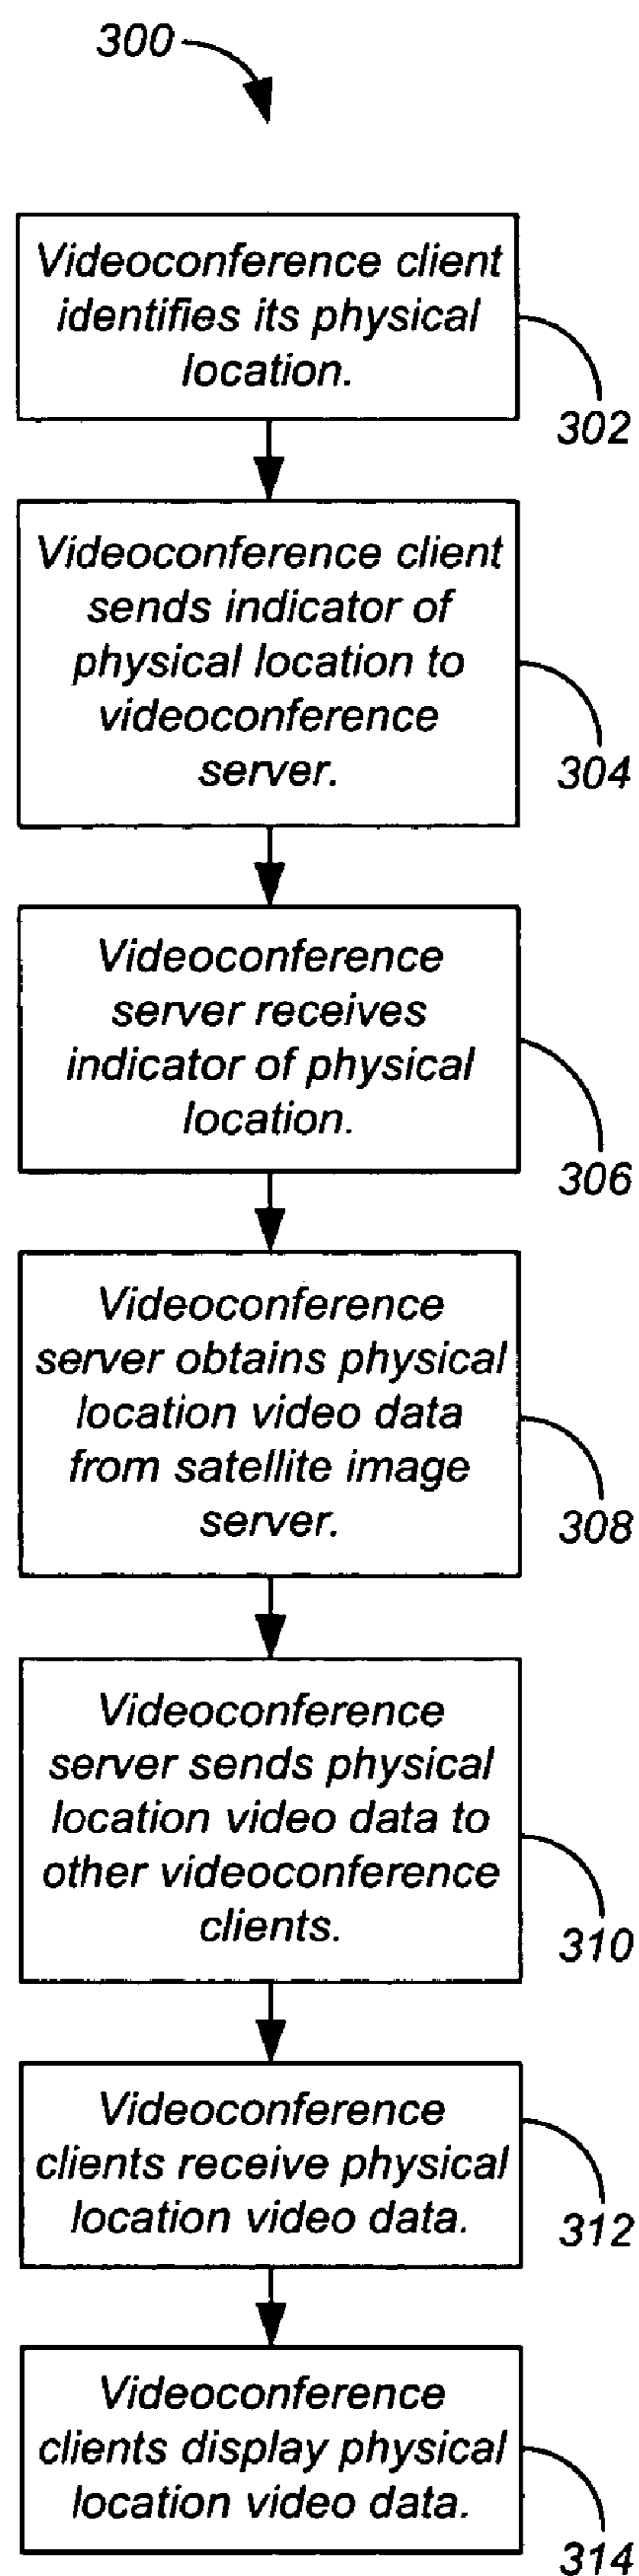 300
Videoconference client
identifies its physical
location.
302
Videoconference client
sends indicator of
physical location to
videoconference
server.
304
Videoconference
server receives
indicator of physical
location.
306
Videoconference
server obtains physical
location video data
from satellite image
server.
308
Videoconference
server sends physical
location video data to
other videoconference
clients.
310
Videoconference
clients receive physical
location video data.
312
Videoconference
clients display physical
location video data.
314